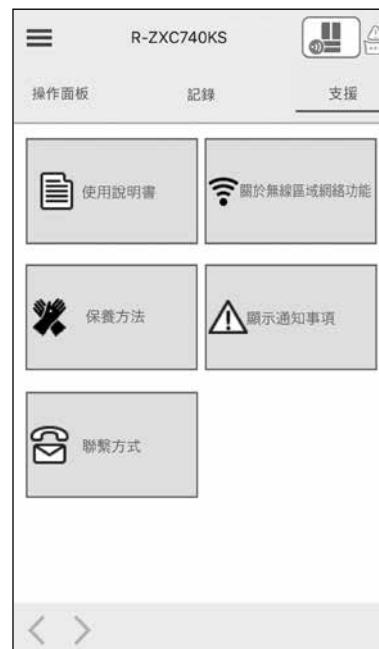 R-ZXC740KS
操作面板 記錄 支援
使用說明書
關於無線區域網絡功能
保養方法
顯示通知事項
聯繫方式